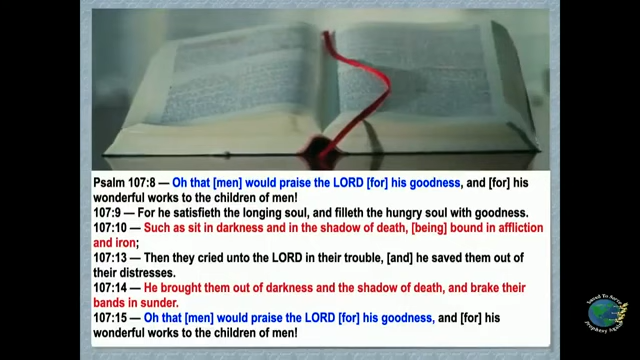 Psalm 107:8 — Oh that [men] would praise the LORD [for] his goodness, and [for] his
wonderful works to the children of men!
107:9 — For he satisfieth the longing soul, and filleth the hungry soul with goodness.
107:10 — Such as sit in darkness and in the shadow of death, [being] bound in affliction
and iron;
107:13 — Then they cried unto the LORD in their trouble, [and] he saved them out of
their distresses.
107:14 — He brought them out of darkness and the shadow of death, and brake their
bands in sunder.
107:15 — Oh that [men] would praise the LORD [for] his goodness, and [for] his
wonderful works to the children of men!
Saved To Serve